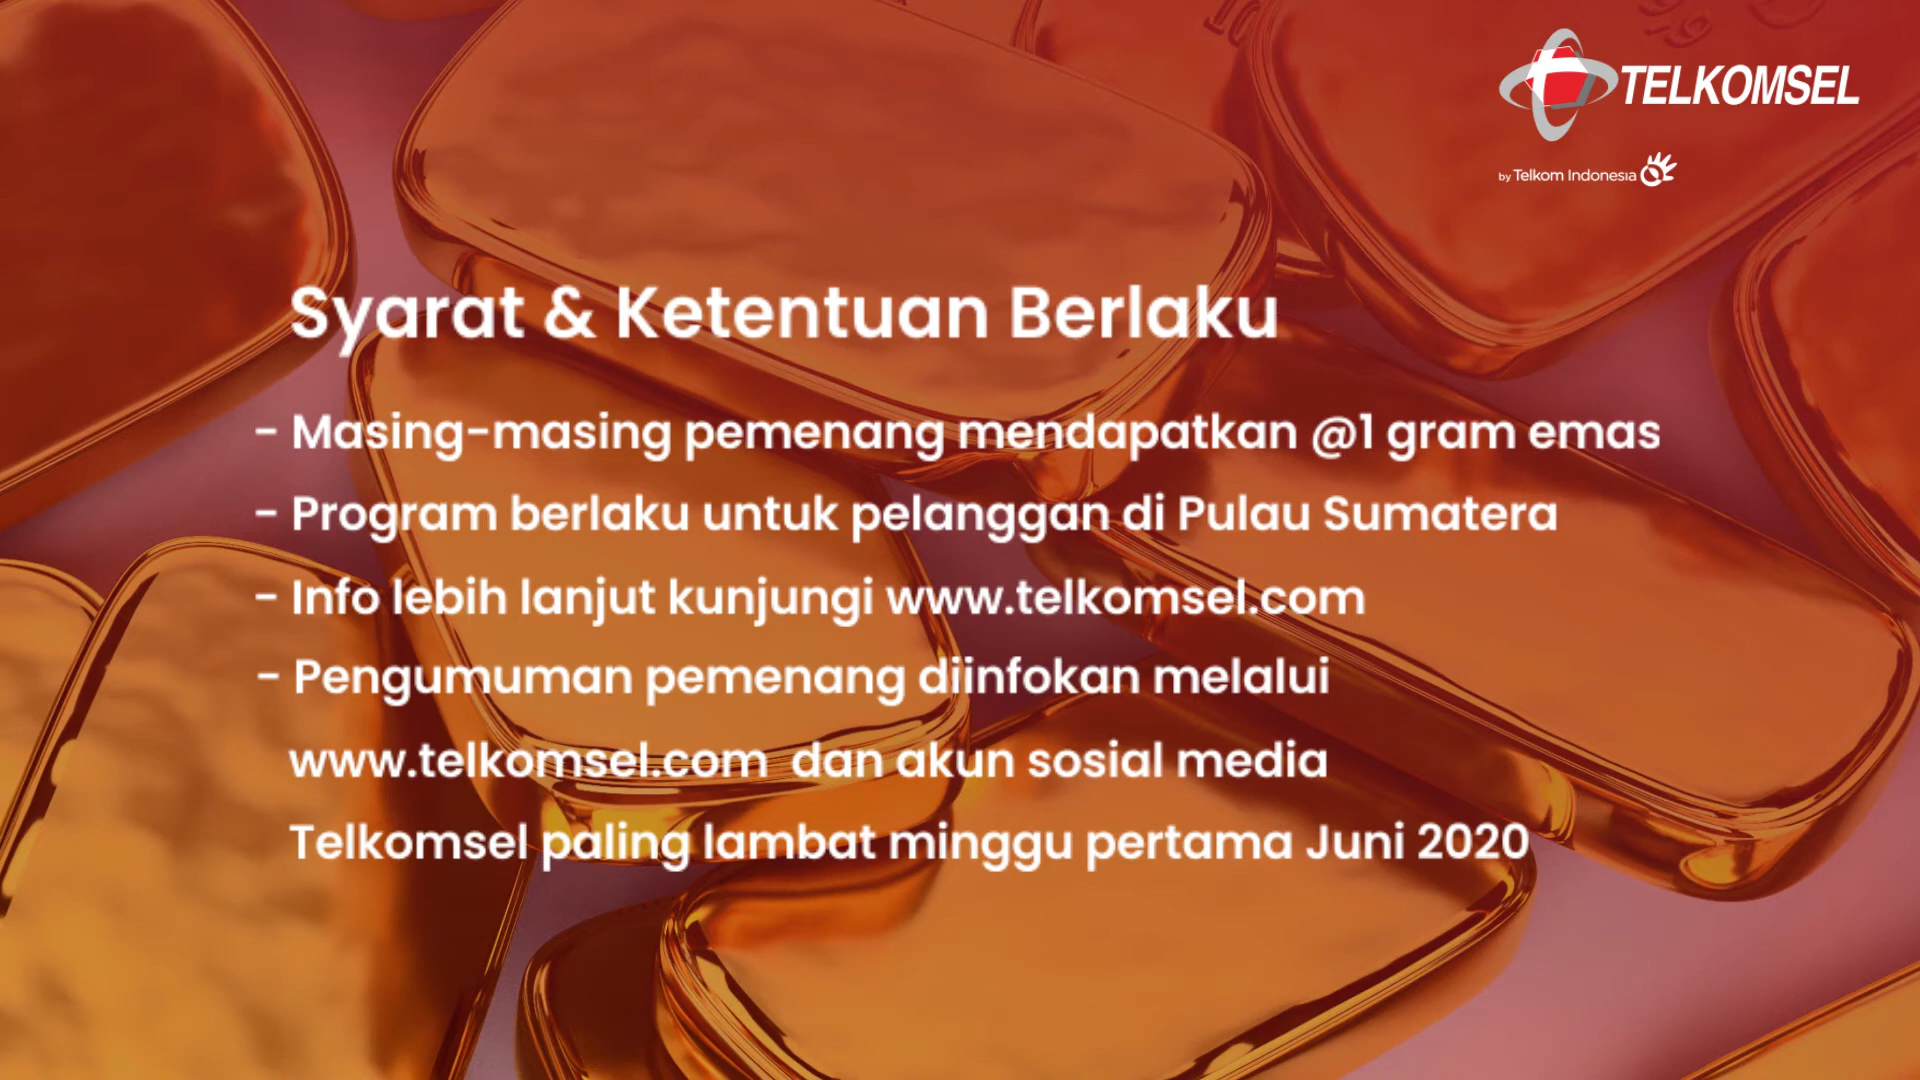 TELKOMSEL
by Telkom Indonesia
Syarat & Ketentuan Berlaku
- Masing-masing pemenang mendapatkan @1 gram emas
- Program berlaku untuk pelanggan di Pulau Sumatera
- Info lebih lanjut kunjungi www.telkomsel.com
- Pengumuman pemenang diinfokan melalui
www.telkomsel.com dan akun sosial media
Telkomsel paling lambat minggu pertama Juni 2020